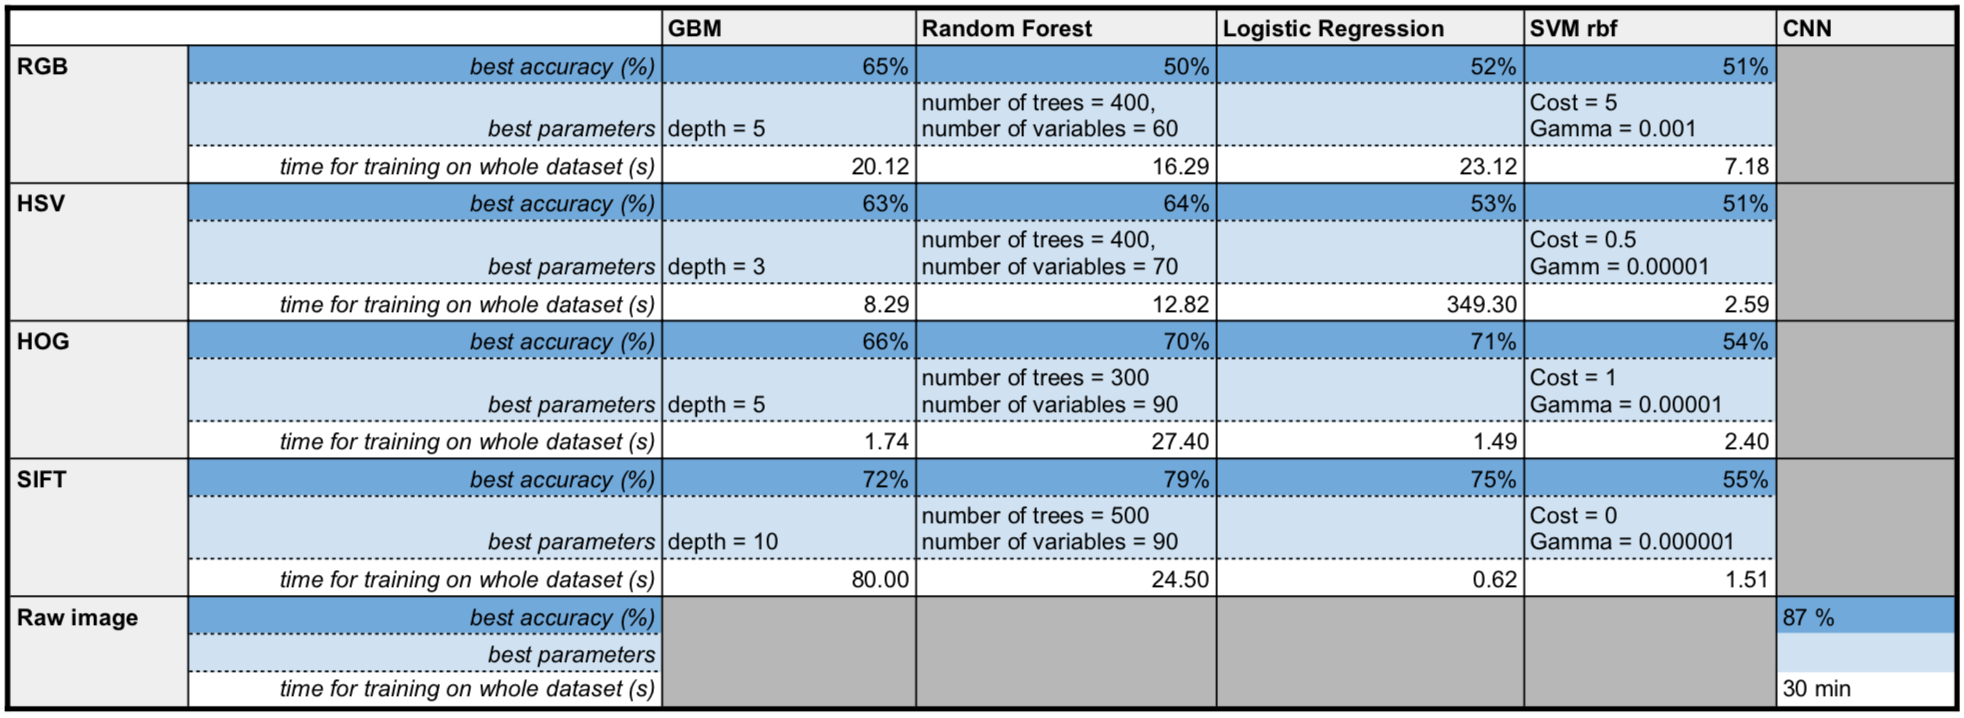 GBM Random Forest Logistic Regression SVM rbf CNN
RGB best accuracy (%) 65% 50% 52% 51%
best parameters depth = 5 number of trees = 400, number of variables = 60 Cost = 5 Gamma = 0.001
time for training on whole dataset (s) 20.12 16.29 23.12 7.18
HSV best accuracy (%) 63% 64% 53% 51%
best parameters depth = 3 number of trees = 400, number of variables = 70 Cost = 0.5 Gamm = 0.00001
time for training on whole dataset (s) 8.29 12.82 349.30 2.59
HOG best accuracy (%) 66% 70% 71% 54%
best parameters depth = 5 number of trees = 300 number of variables = 90 Cost = 1 Gamma = 0.00001
time for training on whole dataset (s) 1.74 27.40 1.49 2.40
SIFT best accuracy (%) 72% 79% 75% 55%
best parameters depth = 10 number of trees = 500 number of variables = 90 Cost = 0 Gamma = 0.000001
time for training on whole dataset (s) 80.00 24.50 0.62 1.51
Raw image best accuracy (%) 87 %
best parameters
time for training on whole dataset (s) 30 min